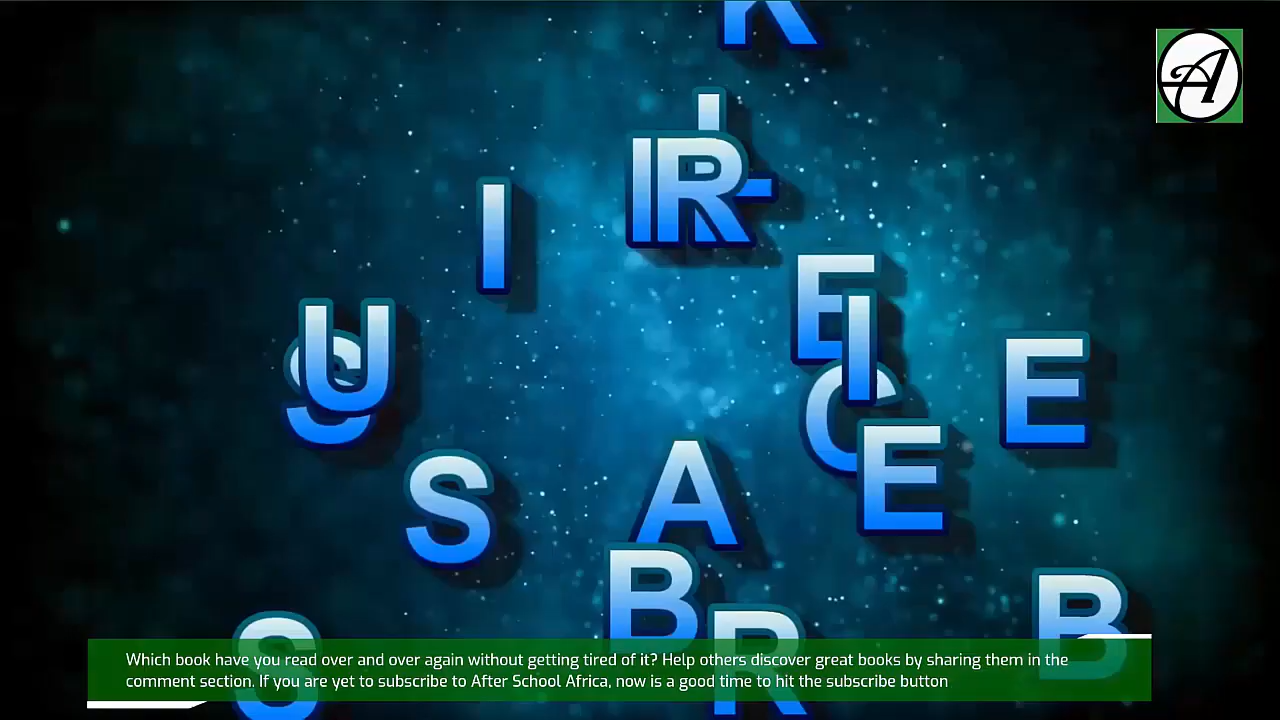 K
I
I R L
I
E
I
U
S
C
E
E
S
A
B
R
B
S
A
Which book have you read over and over again without getting tired of it? Help others discover great books by sharing them in the
comment section. If you are yet to subscribe to After School Africa, now is a good time to hit the subscribe button